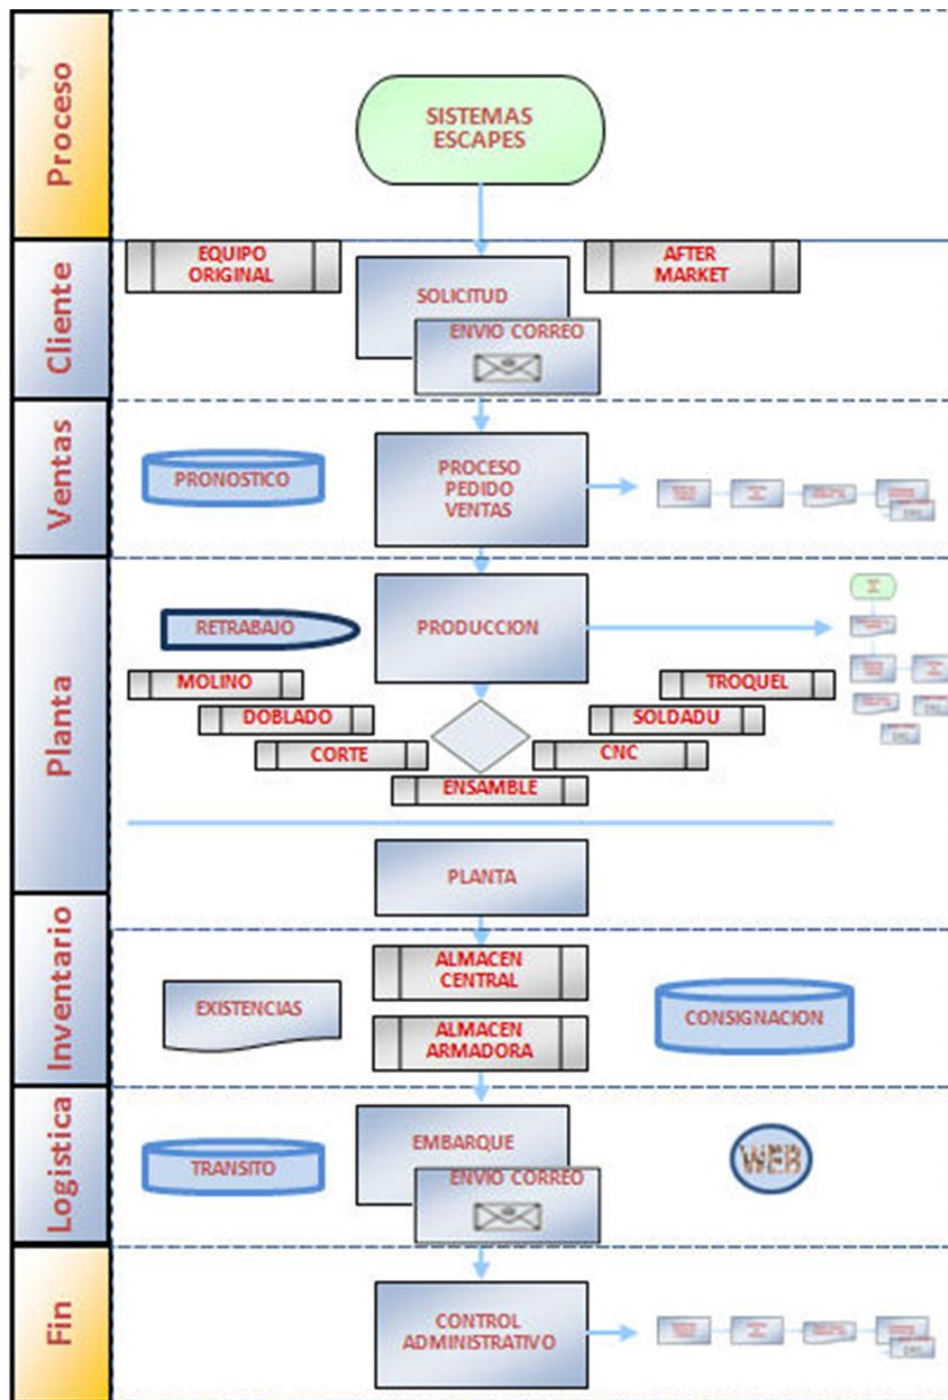 Proceso
SISTEMAS
ESCAPES
Cliente
EQUIPO
ORIGINAL
AFTER
MARKET
SOLICITUD
ENVIO CORREO
Ventas
PRONOSTICO
PROCESO
PEDIDO
VENTAS
Planta
RETRABAJO
PRODUCCION
MOLINO
TROQUEL
DOBLADO
SOLDADU
CORTE
CNC
ENSAMBLE
PLANTA
Inventario
ALMACEN
CENTRAL
EXISTENCIAS
CONSIGNACION
ALMACEN
ARMADORA
Logistica
EMBARQUE
TRANSITO
ENVIO CORREO
WEB
Fin
CONTROL
ADMINISTRATIVO